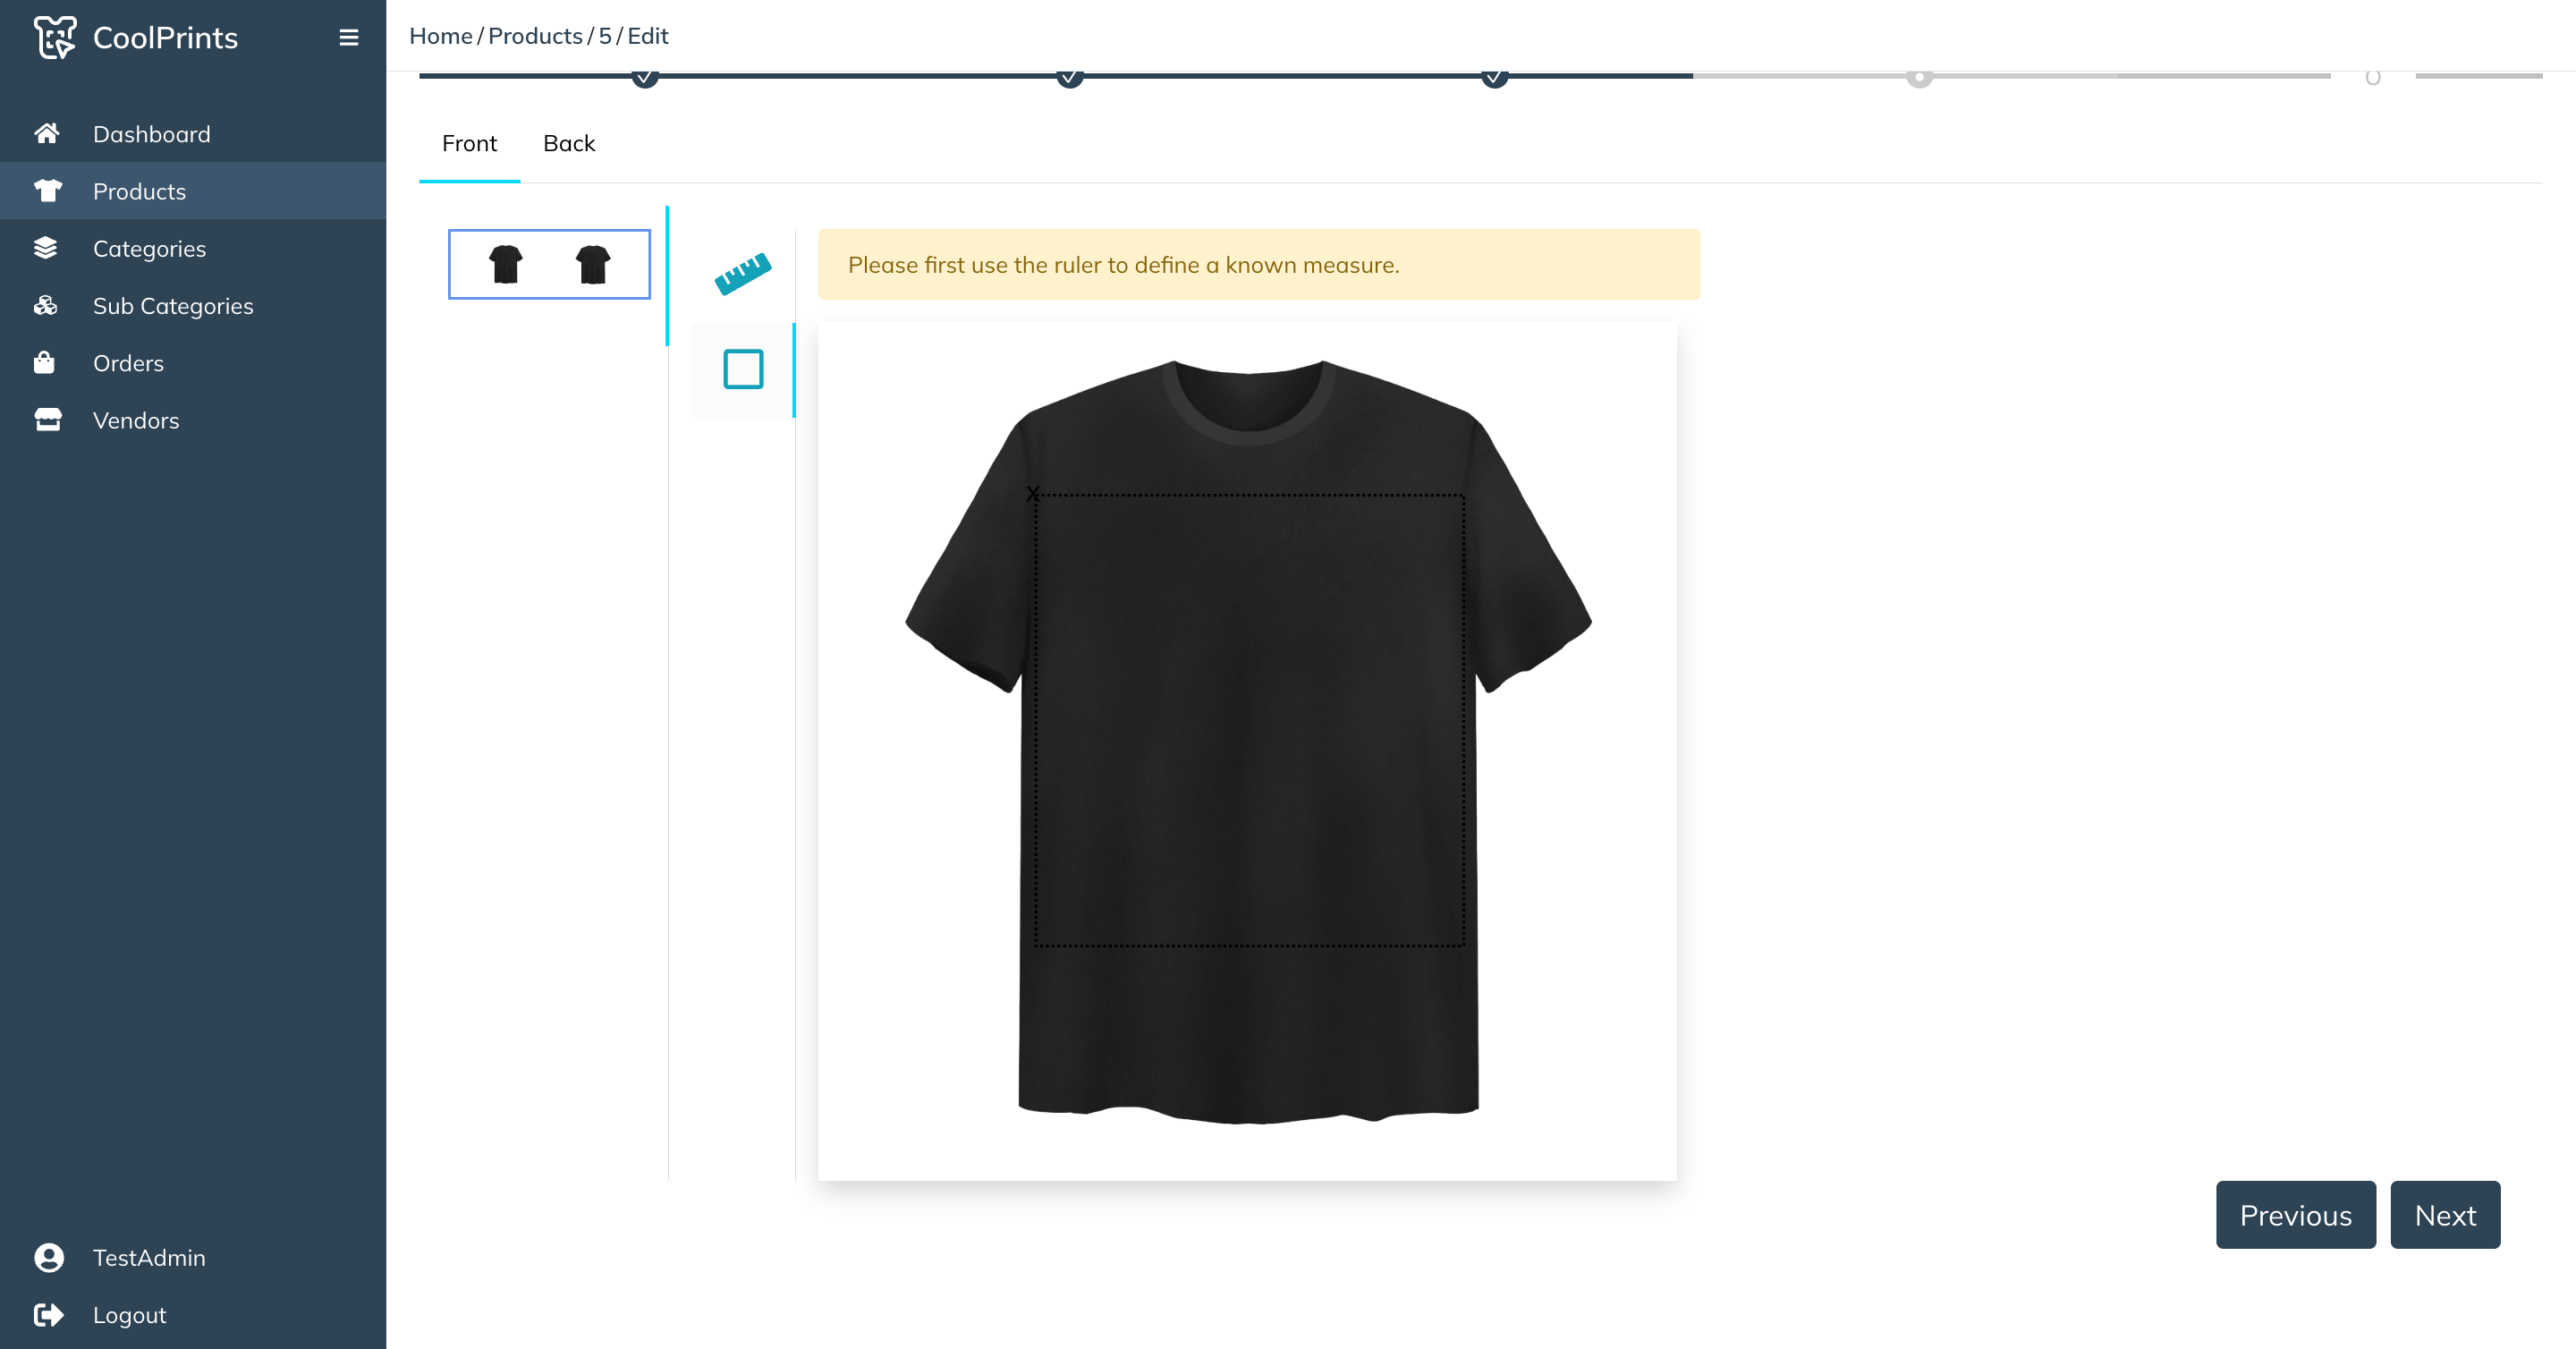 CoolPrints
Home / Products / 5 / Edit
Dashboard
Products
Categories
Sub Categories
Orders
Vendors
Front
Back
Please first use the ruler to define a known measure.
X
Previous
Next
TestAdmin
Logout